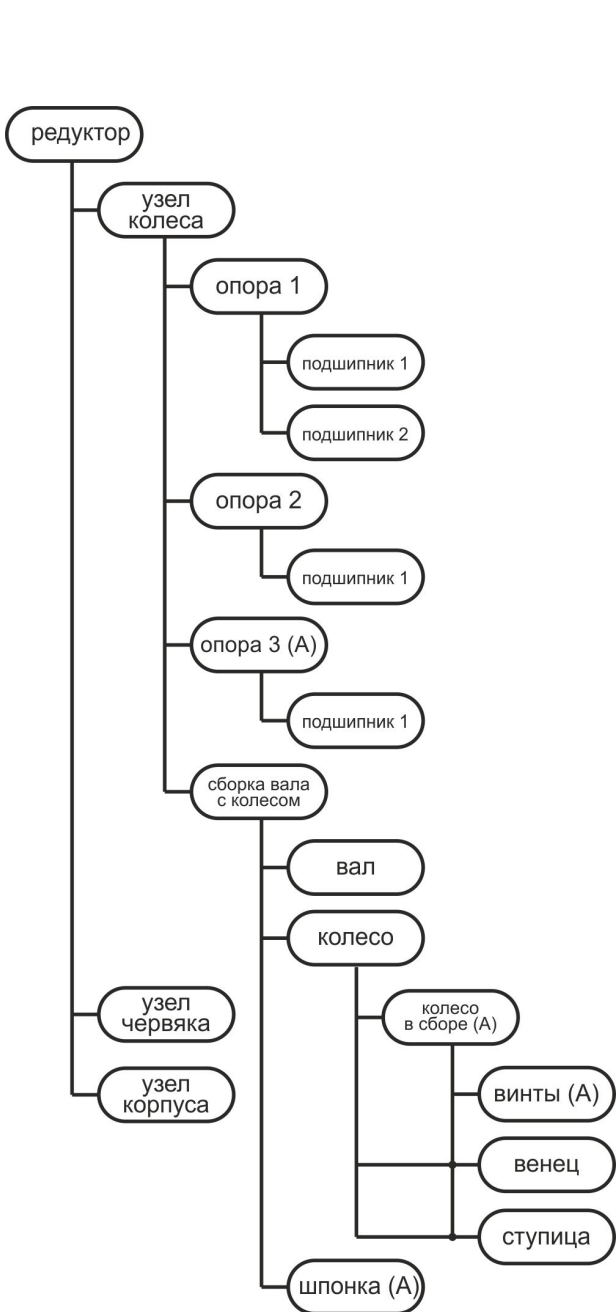 редуктор
узел
колеса
опора 1
подшипник 1
подшипник 2
опора 2
подшипник 1
опора 3 (А)
подшипник 1
сборка вала
с колесом
вал
колесо
колесо
в сборе (А)
узел
червяка
винты (А)
узел
корпуса
венец
ступица
шпонка (А)